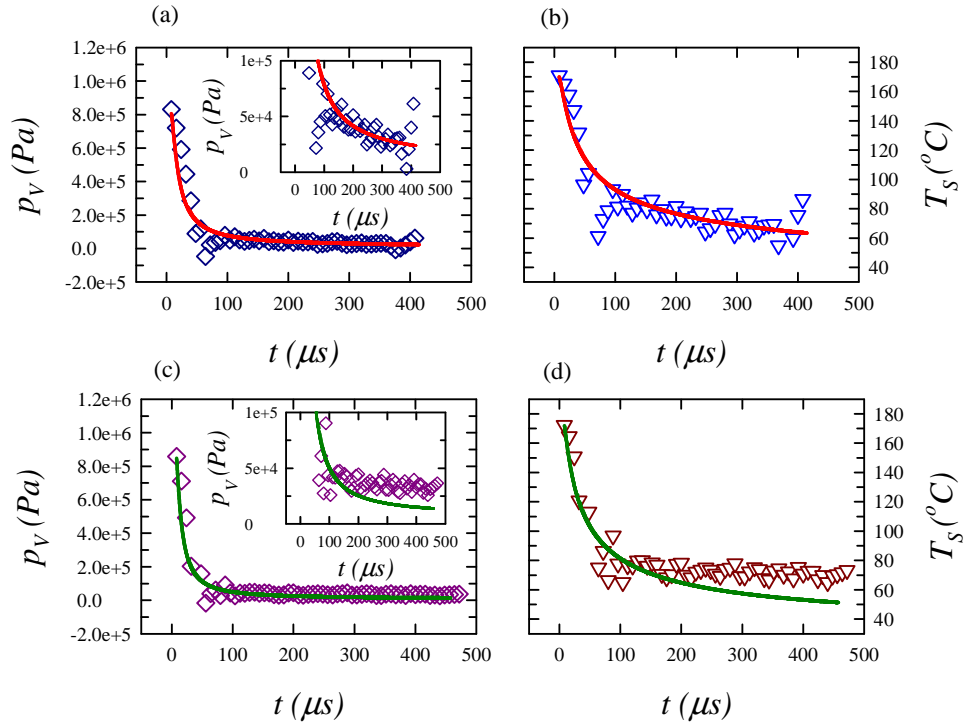 (a)
(b)
1.2e+6
1.0e+6
8.0e+5
6.0e+5
4.0e+5
2.0e+5
0.0
-2.0e+5
p_V (Pa)
0 100 200 300 400 500
t (μs)
1e+5
5e+4
0
p_V (Pa)
0 100 200 300 400 500
t (μs)
180
160
140
120
100
80
60
40
T_S (°C)
0 100 200 300 400 500
t (μs)
(c)
(d)
1.2e+6
1.0e+6
8.0e+5
6.0e+5
4.0e+5
2.0e+5
0.0
-2.0e+5
p_V (Pa)
0 100 200 300 400 500
t (μs)
1e+5
5e+4
0
p_V (Pa)
0 100 200 300 400 500
t (μs)
180
160
140
120
100
80
60
40
T_S (°C)
0 100 200 300 400 500
t (μs)